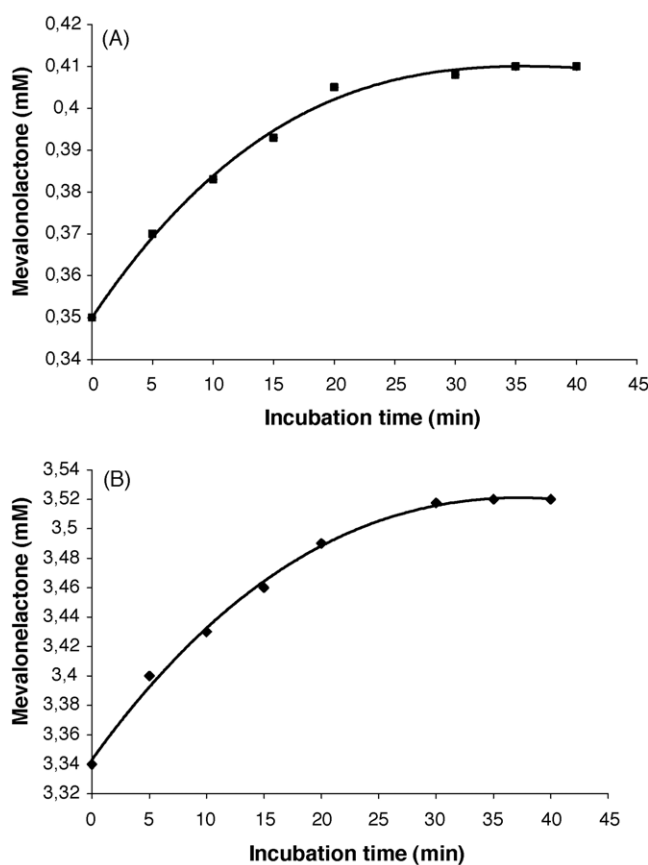 (A)
Mevalonolactone (mM)
0,42
0,41
0,4
0,39
0,38
0,37
0,36
0,35
0,34
0 5 10 15 20 25 30 35 40 45
Incubation time (min)
(B)
Mevalonelactone (mM)
3,54
3,52
3,5
3,48
3,46
3,44
3,42
3,4
3,38
3,36
3,34
3,32
0 5 10 15 20 25 30 35 40 45
Incubation time (min)